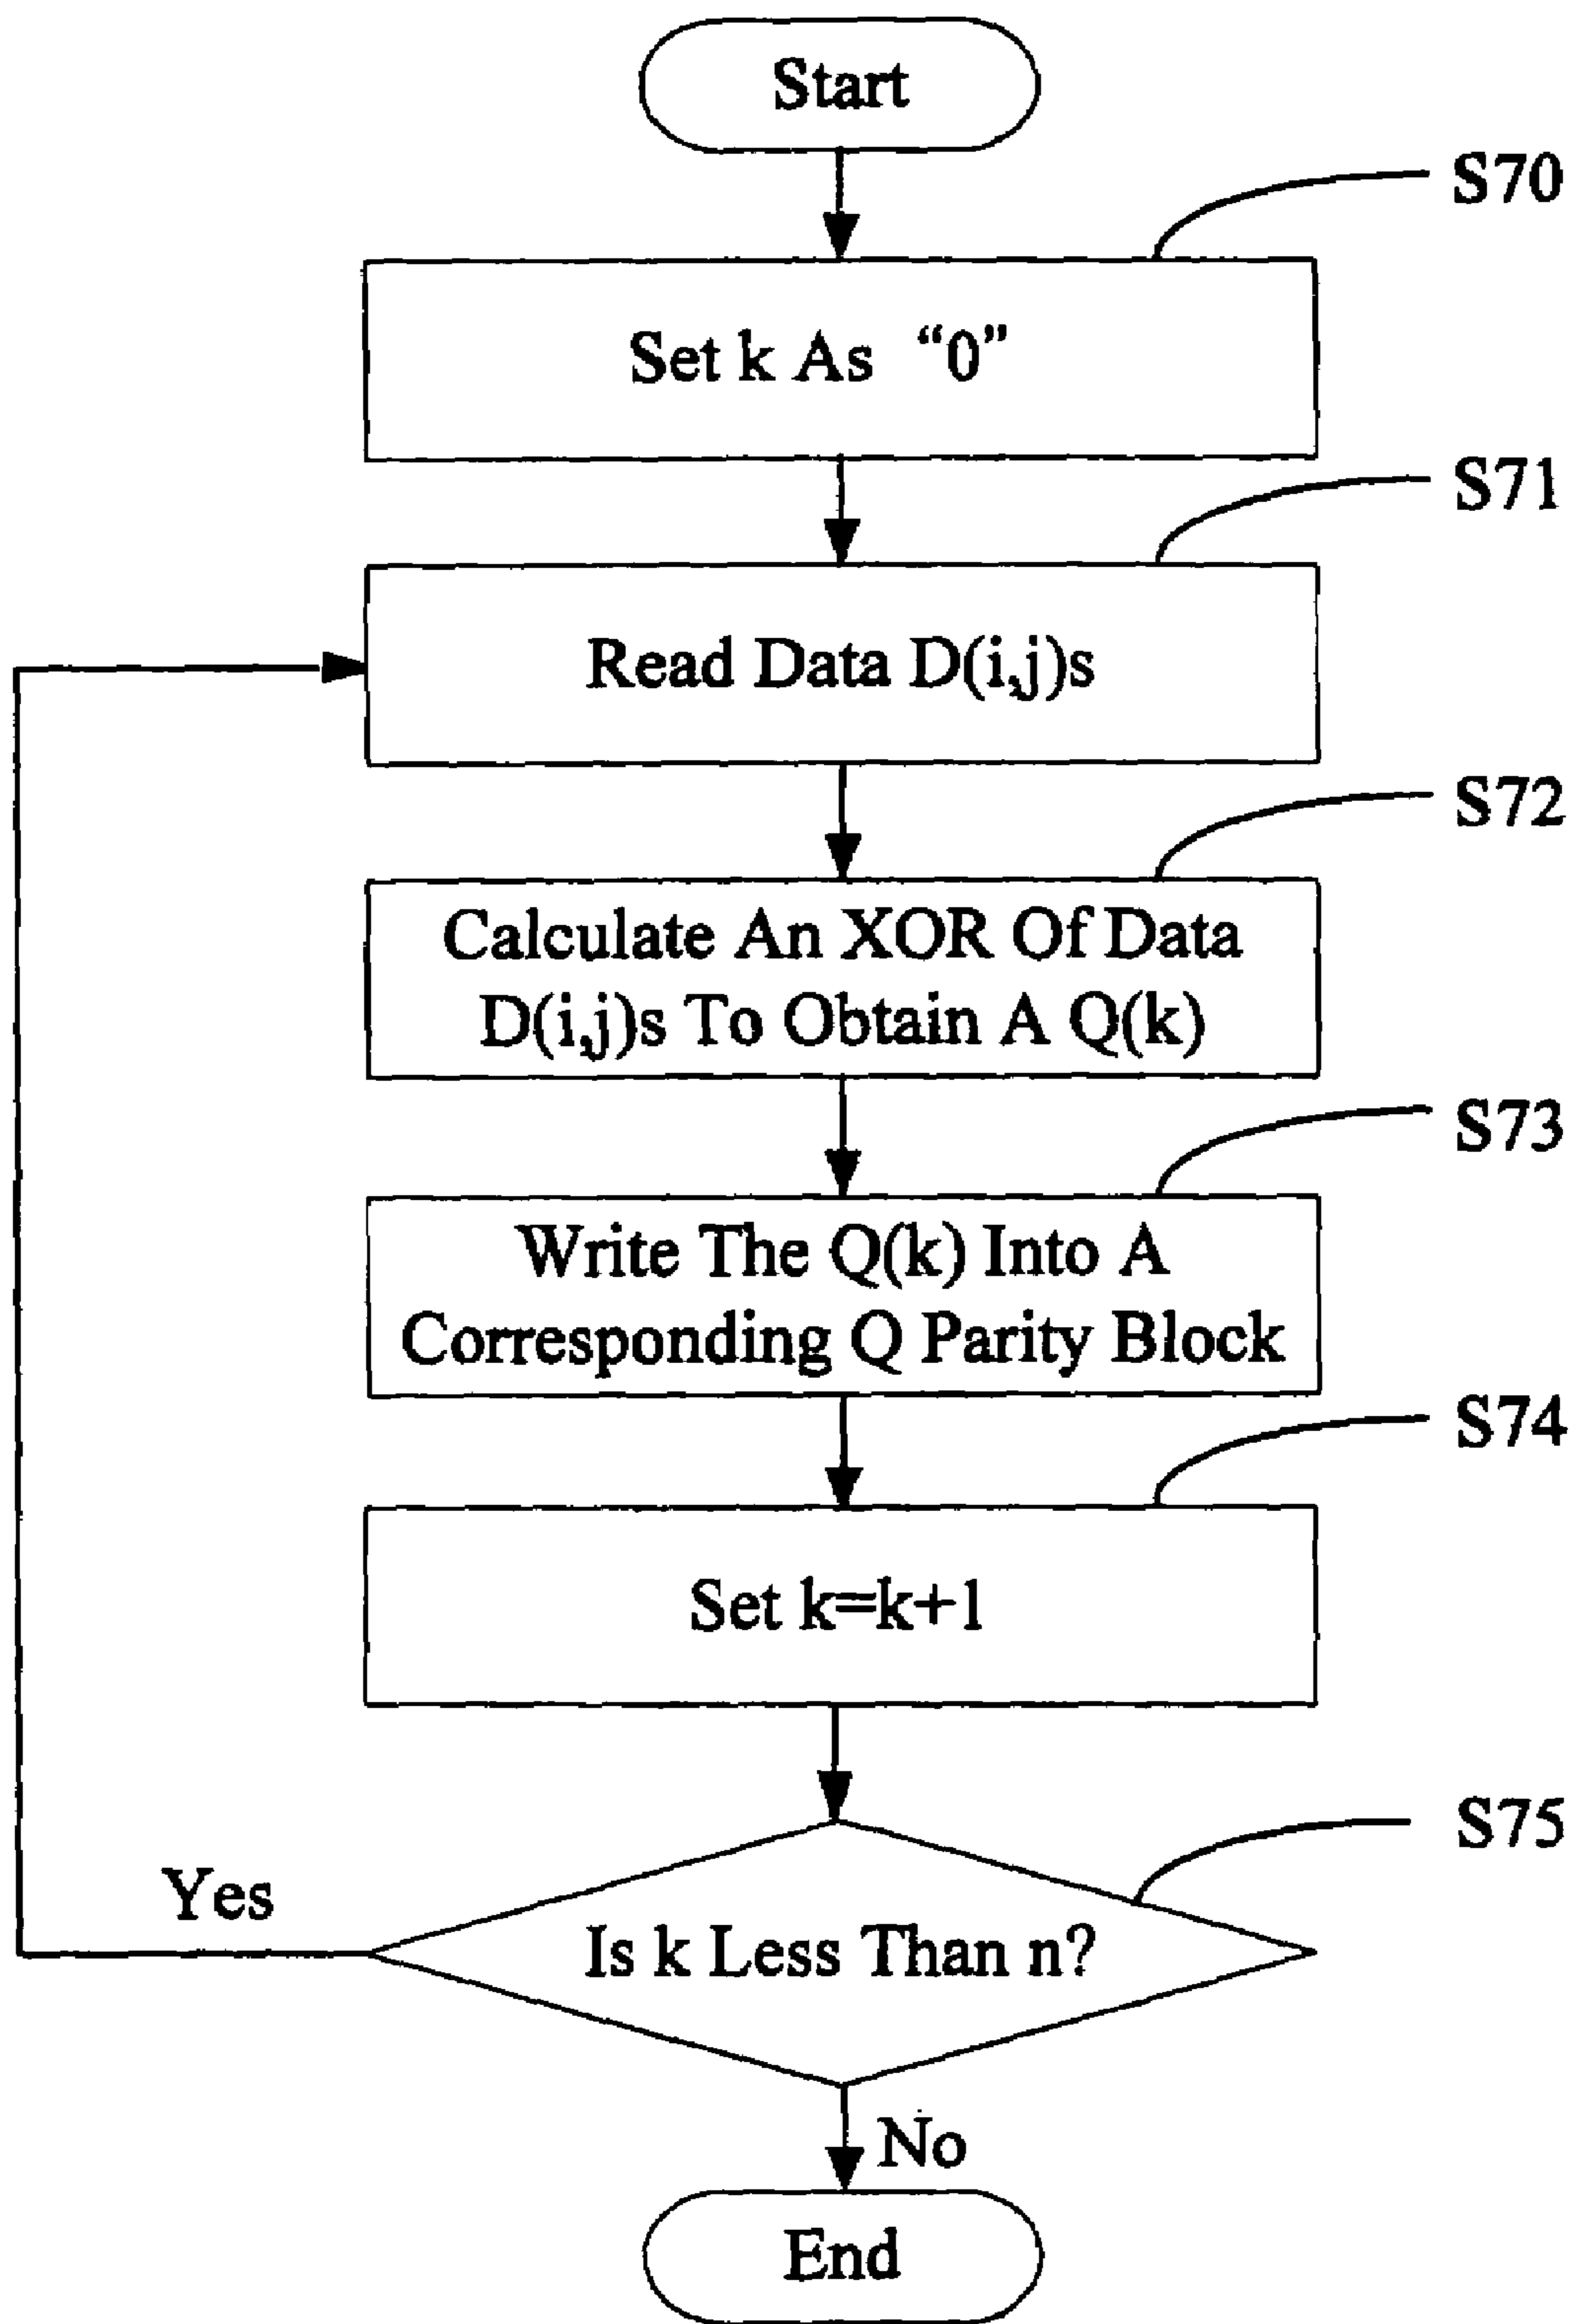 Start
S70
Set k As “0”
S71
Read Data D(i,j)s
S72
Calculate An XOR Of Data
D(i,j)s To Obtain A Q(k)
S73
Write The Q(k) Into A
Corresponding Q Parity Block
S74
Set k=k+1
S75
Yes
Is k Less Than n?
No
End